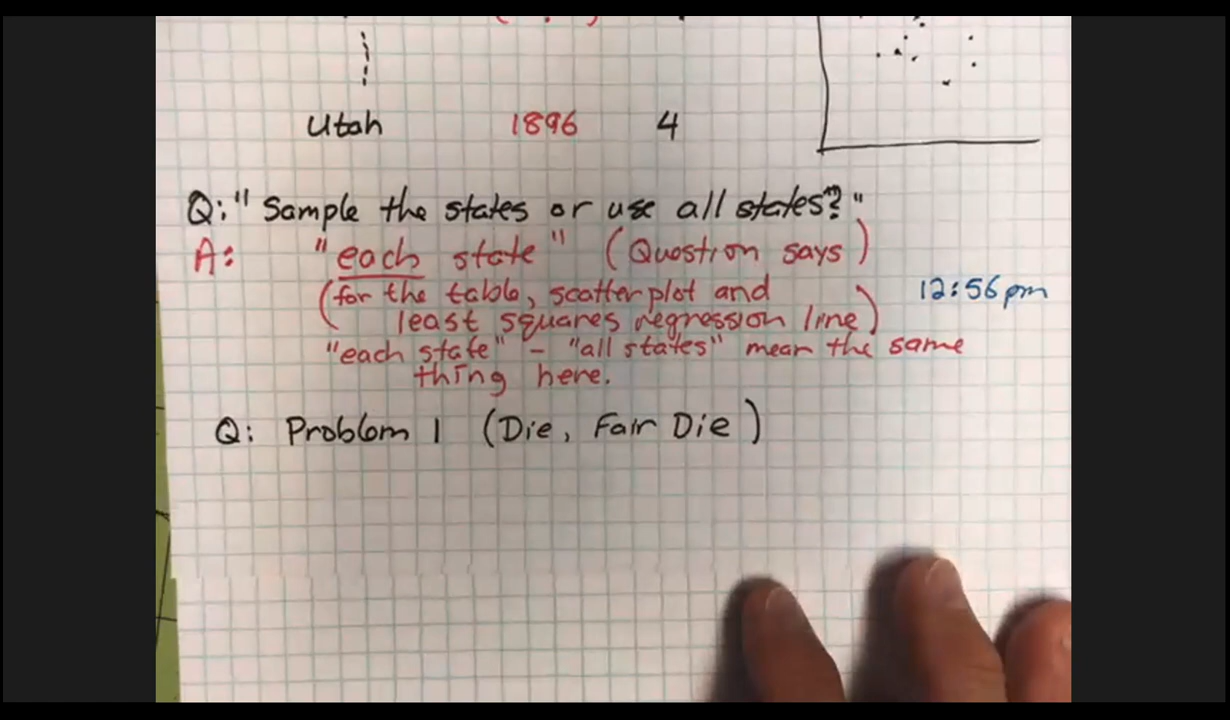 Utah 1896 4
Q: "Sample the states or use all states?"
A: "each state" (Question says)
(for the table, scatterplot and
least squares regression line)
12:56pm
"each state" - "all states" mean the same
thing here.
Q: Problem 1 (Die, Fair Die)